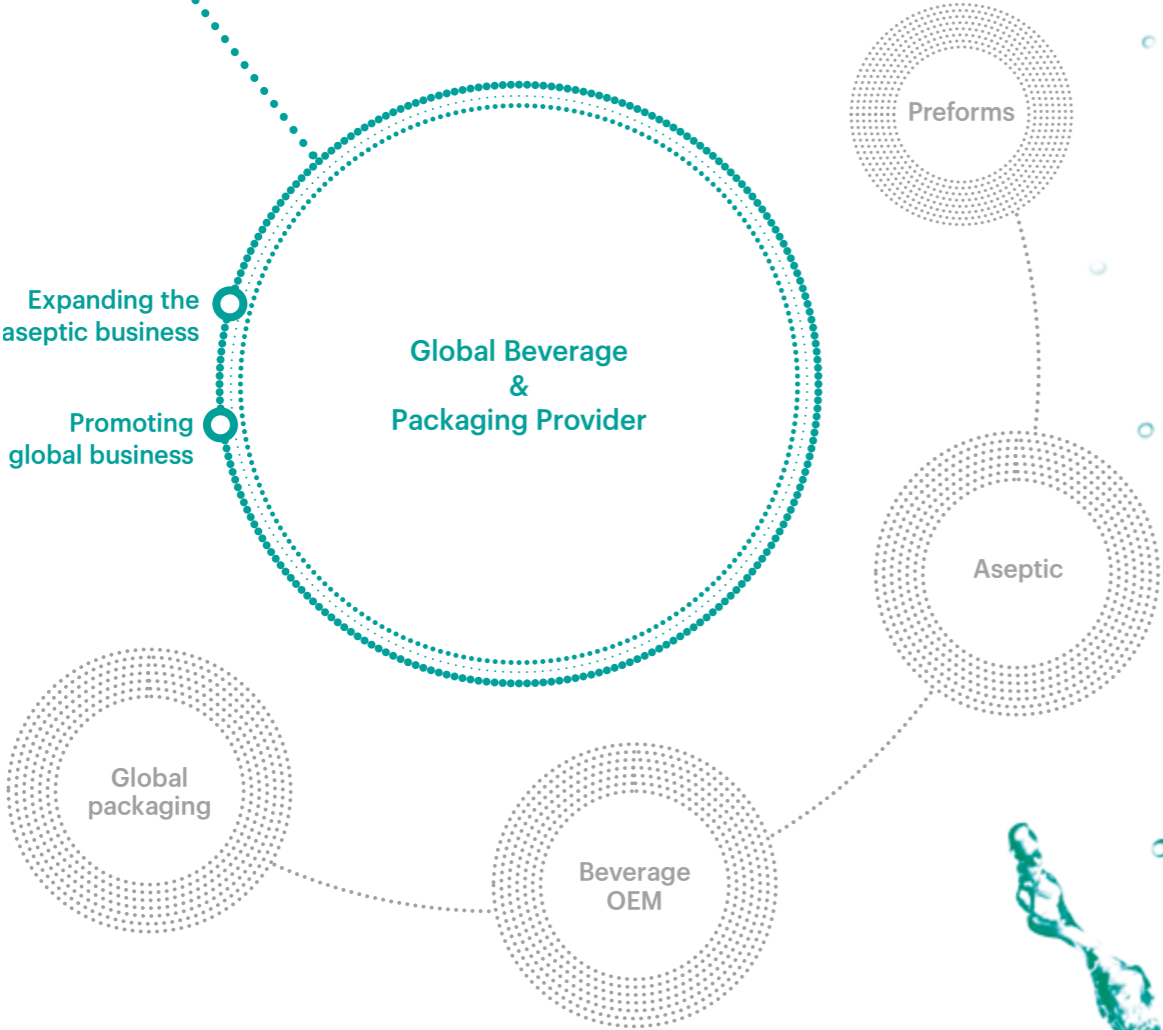 Preforms
Expanding the
aseptic business
Global Beverage
&
Packaging Provider
Promoting
global business
Aseptic
Global
packaging
Beverage
OEM